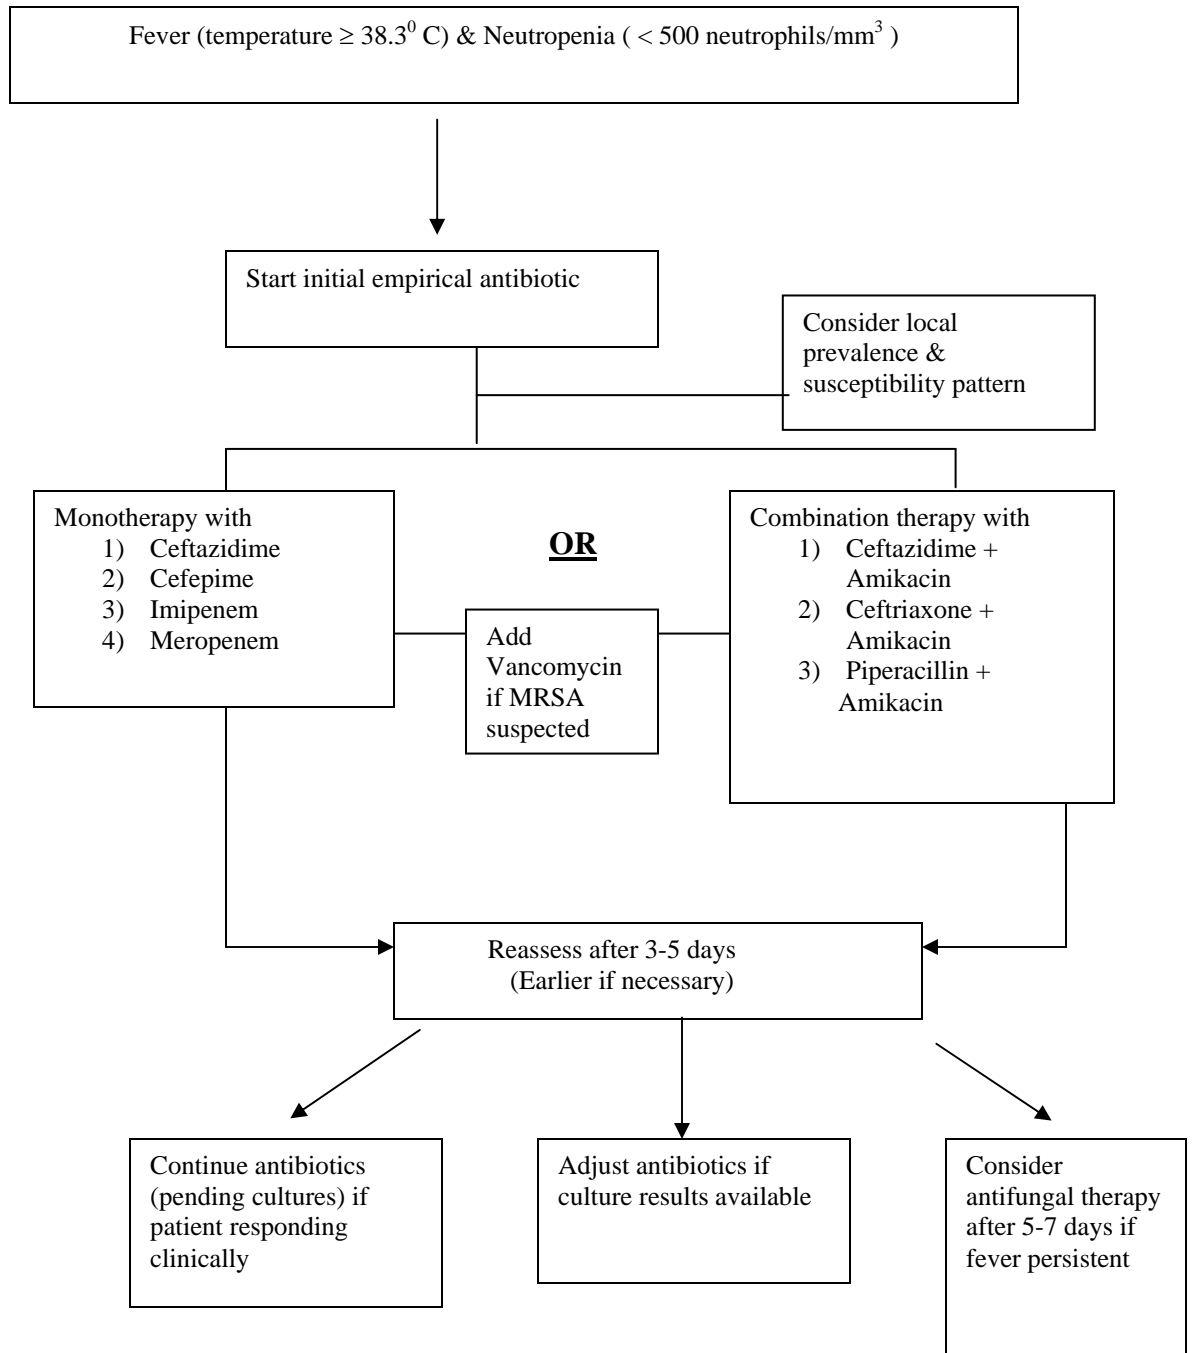 Fever (temperature ≥ 38.3⁰ C) & Neutropenia ( < 500 neutrophils/mm³ )
Start initial empirical antibiotic
Consider local
prevalence &
susceptibility pattern
Monotherapy with
1) Ceftazidime
2) Cefepime
3) Imipenem
4) Meropenem
OR
Add
Vancomycin
if MRSA
suspected
Combination therapy with
1) Ceftazidime +
Amikacin
2) Ceftriaxone +
Amikacin
3) Piperacillin +
Amikacin
Reassess after 3-5 days
(Earlier if necessary)
Continue antibiotics
(pending cultures) if
patient responding
clinically
Adjust antibiotics if
culture results available
Consider
antifungal therapy
after 5-7 days if
fever persistent